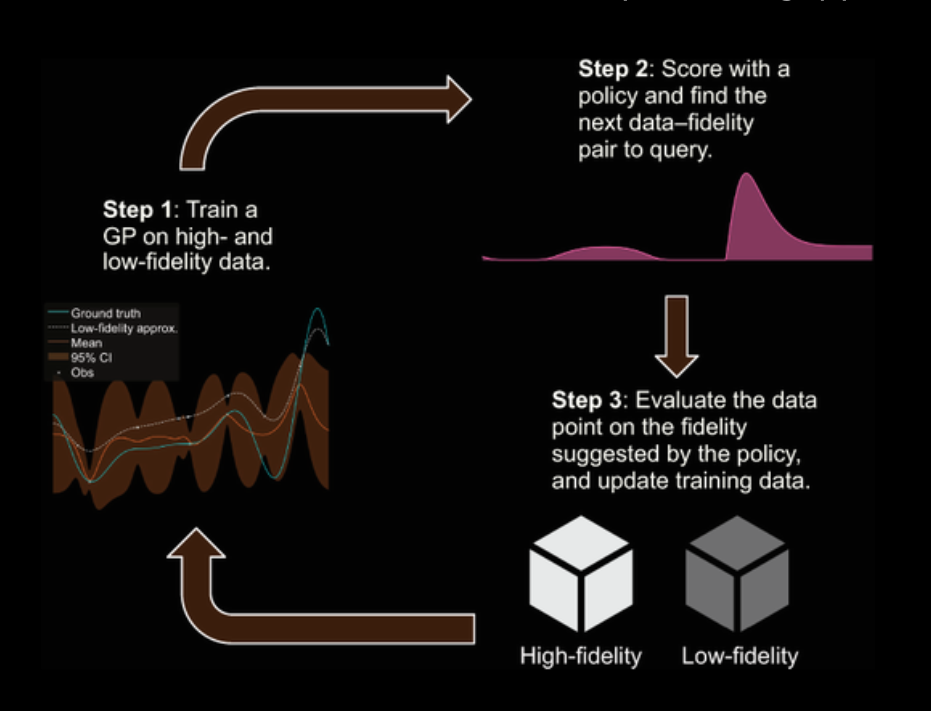 Step 1: Train a
GP on high- and
low-fidelity data.
Step 2: Score with a
policy and find the
next data–fidelity
pair to query.
Step 3: Evaluate the data
point on the fidelity
suggested by the policy,
and update training data.
High-fidelity
Low-fidelity
Ground truth
Low-fidelity approx.
Mean
95% CI
Obs